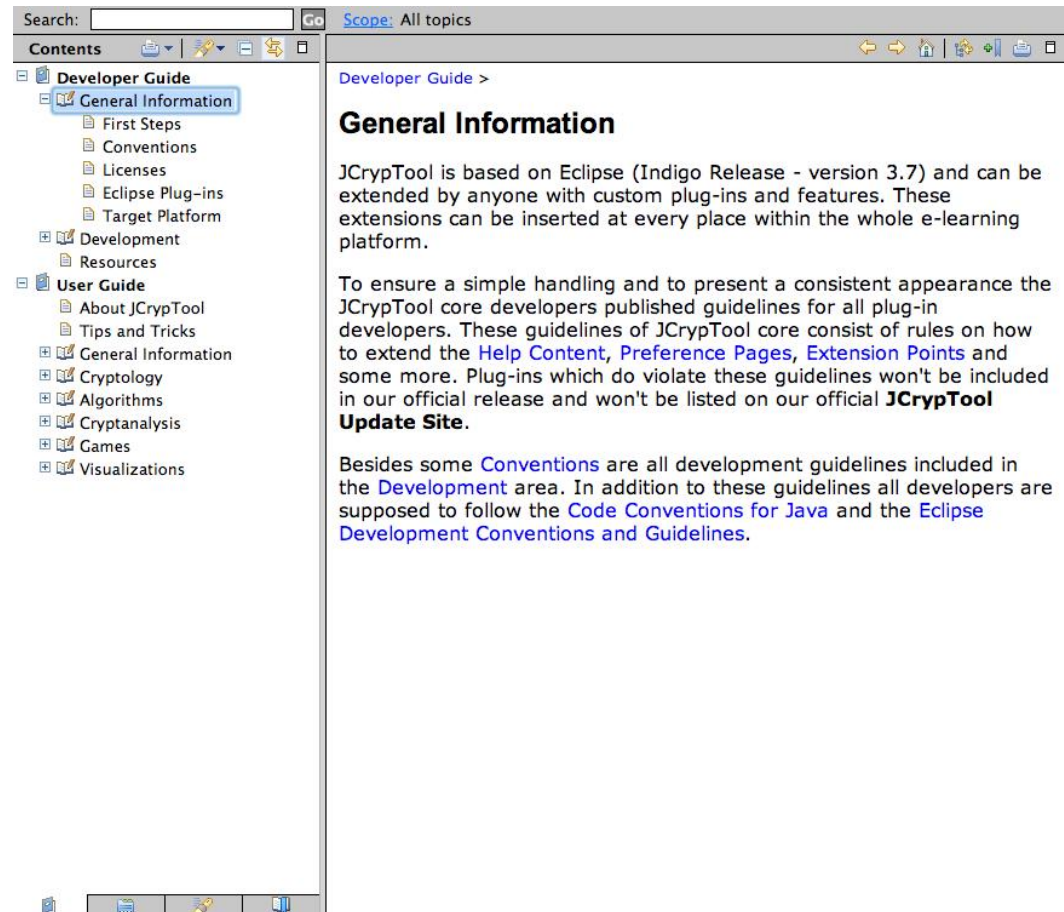 Search:
Go
Scope: All topics
Contents
Developer Guide
General Information
First Steps
Conventions
Licenses
Eclipse Plug-ins
Target Platform
Development
Resources
User Guide
About JCrypTool
Tips and Tricks
General Information
Cryptology
Algorithms
Cryptanalysis
Games
Visualizations
Developer Guide >
General Information
JCrypTool is based on Eclipse (Indigo Release - version 3.7) and can be
extended by anyone with custom plug-ins and features. These
extensions can be inserted at every place within the whole e-learning
platform.
To ensure a simple handling and to present a consistent appearance the
JCrypTool core developers published guidelines for all plug-in
developers. These guidelines of JCrypTool core consist of rules on how
to extend the Help Content, Preference Pages, Extension Points and
some more. Plug-ins which do violate these guidelines won't be included
in our official release and won't be listed on our official JCrypTool
Update Site.
Besides some Conventions are all development guidelines included in
the Development area. In addition to these guidelines all developers are
supposed to follow the Code Conventions for Java and the Eclipse
Development Conventions and Guidelines.